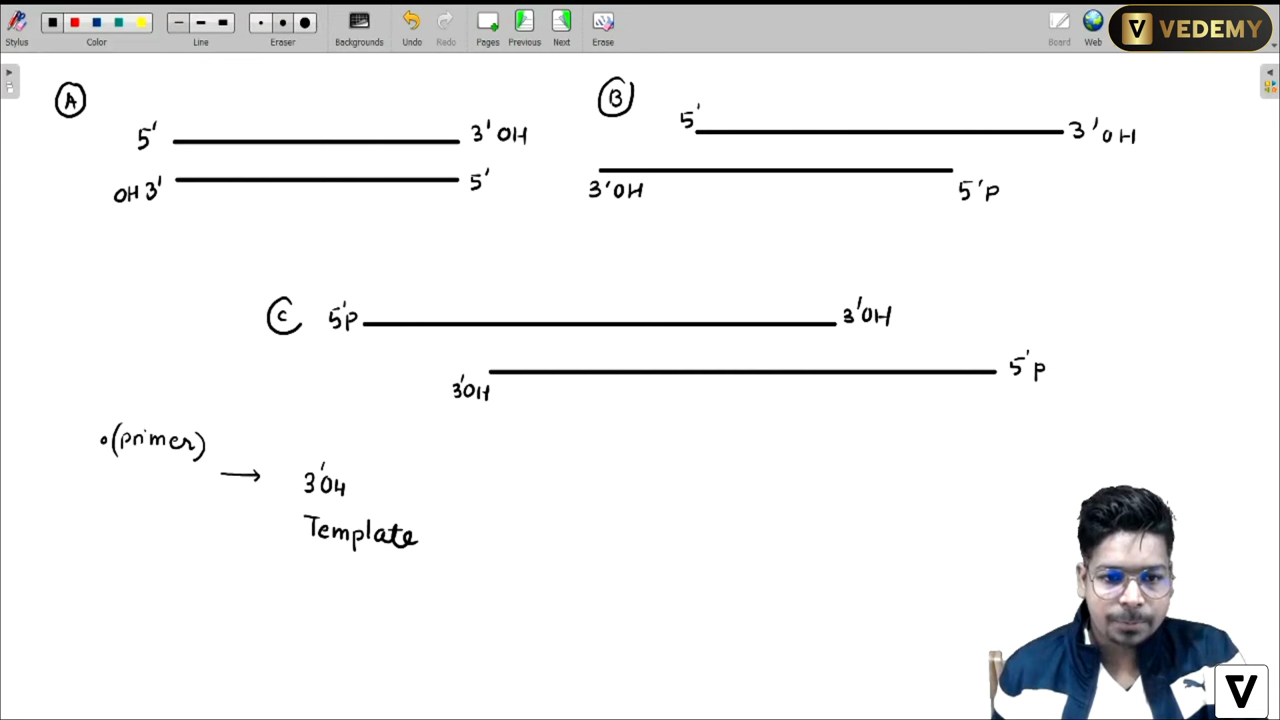 Stylus
Color
Line
Eraser
Backgrounds
Undo
Redo
Pages
Previous
Next
Erase
Board
Web
VEDEMY
A
5' 3' OH
OH 3' 5'
B
5' 3' OH
3' OH 5' P
C 5'P 3'OH
3'OH 5' P
•(primer) → 3'OH
Template